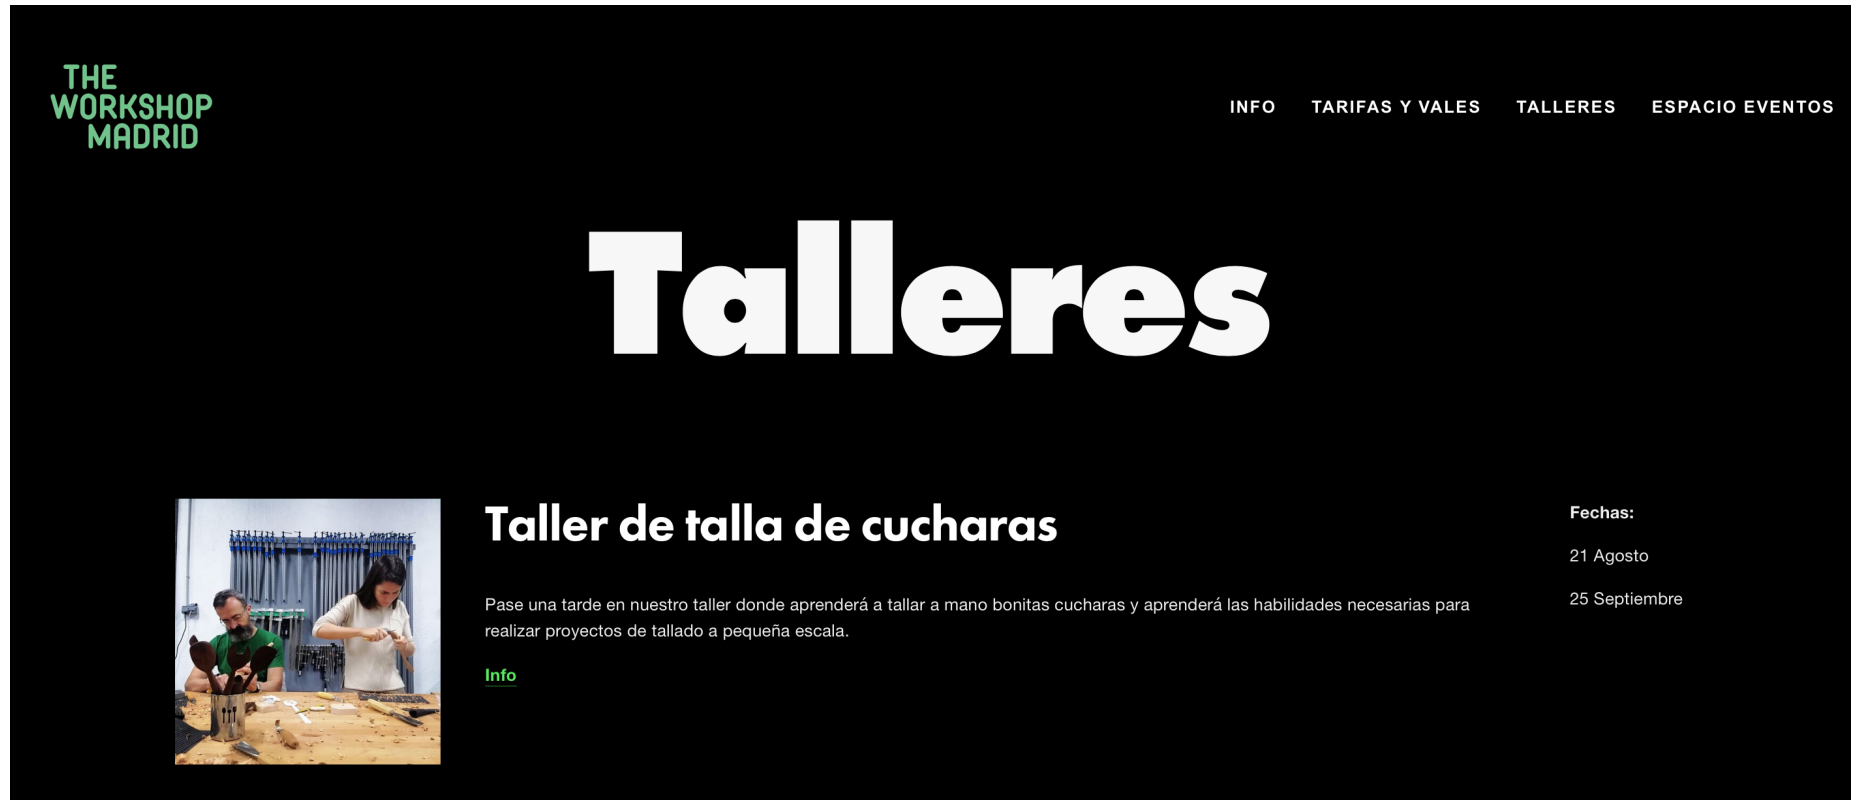 THE
WORKSHOP
MADRID
INFO TARIFAS Y VALES TALLERES ESPACIO EVENTOS
Talleres
Taller de talla de cucharas
Pase una tarde en nuestro taller donde aprenderá a tallar a mano bonitas cucharas y aprenderá las habilidades necesarias para
realizar proyectos de tallado a pequeña escala.
Info
Fechas:
21 Agosto
25 Septiembre